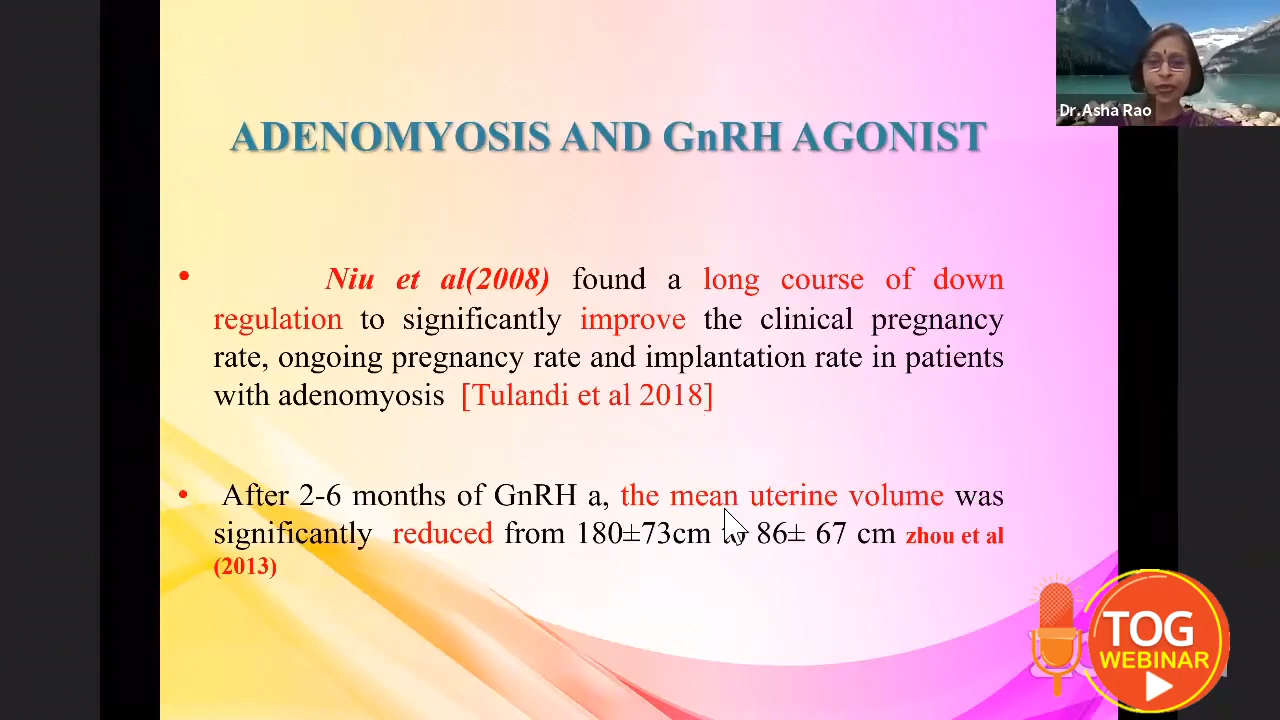 Dr.Asha Rao
ADENOMYOSIS AND GnRH AGONIST
• Niu et al(2008) found a long course of down
regulation to significantly improve the clinical pregnancy
rate, ongoing pregnancy rate and implantation rate in patients
with adenomyosis [Tulandi et al 2018]
• After 2-6 months of GnRH a, the mean uterine volume was
significantly reduced from 180±73cm 86± 67 cm zhou et al
(2013)
TOG
WEBINAR